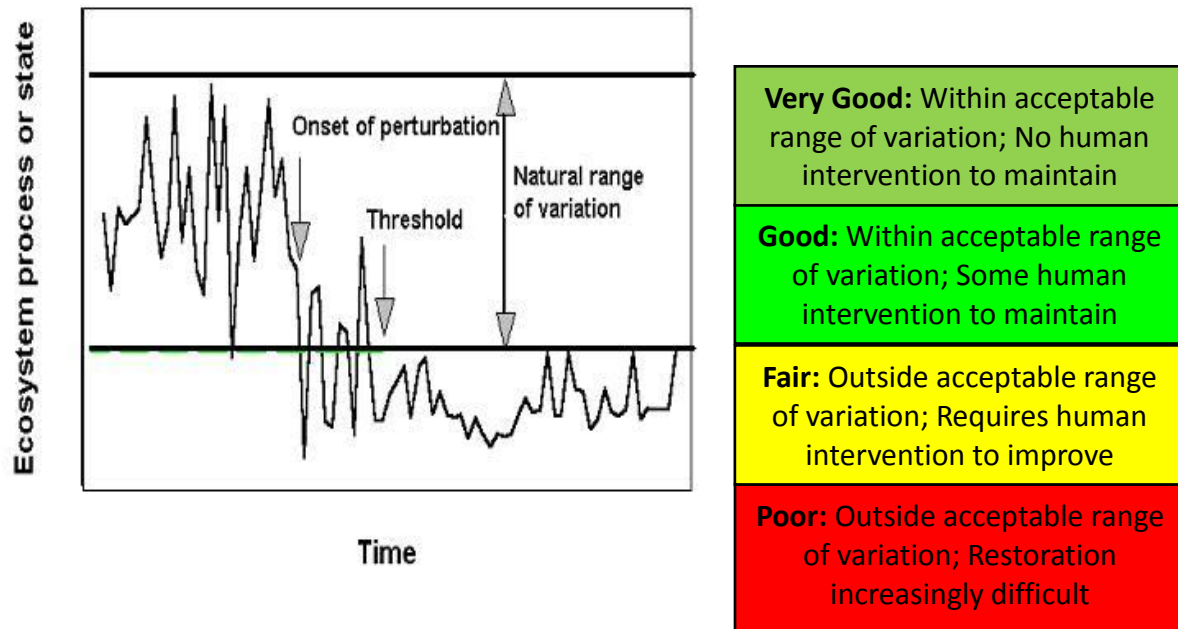 Ecosystem process or state
Onset of perturbation
Threshold
Natural range
of variation
Time
Very Good: Within acceptable
range of variation; No human
intervention to maintain
Good: Within acceptable range
of variation; Some human
intervention to maintain
Fair: Outside acceptable range
of variation; Requires human
intervention to improve
Poor: Outside acceptable range
of variation; Restoration
increasingly difficult